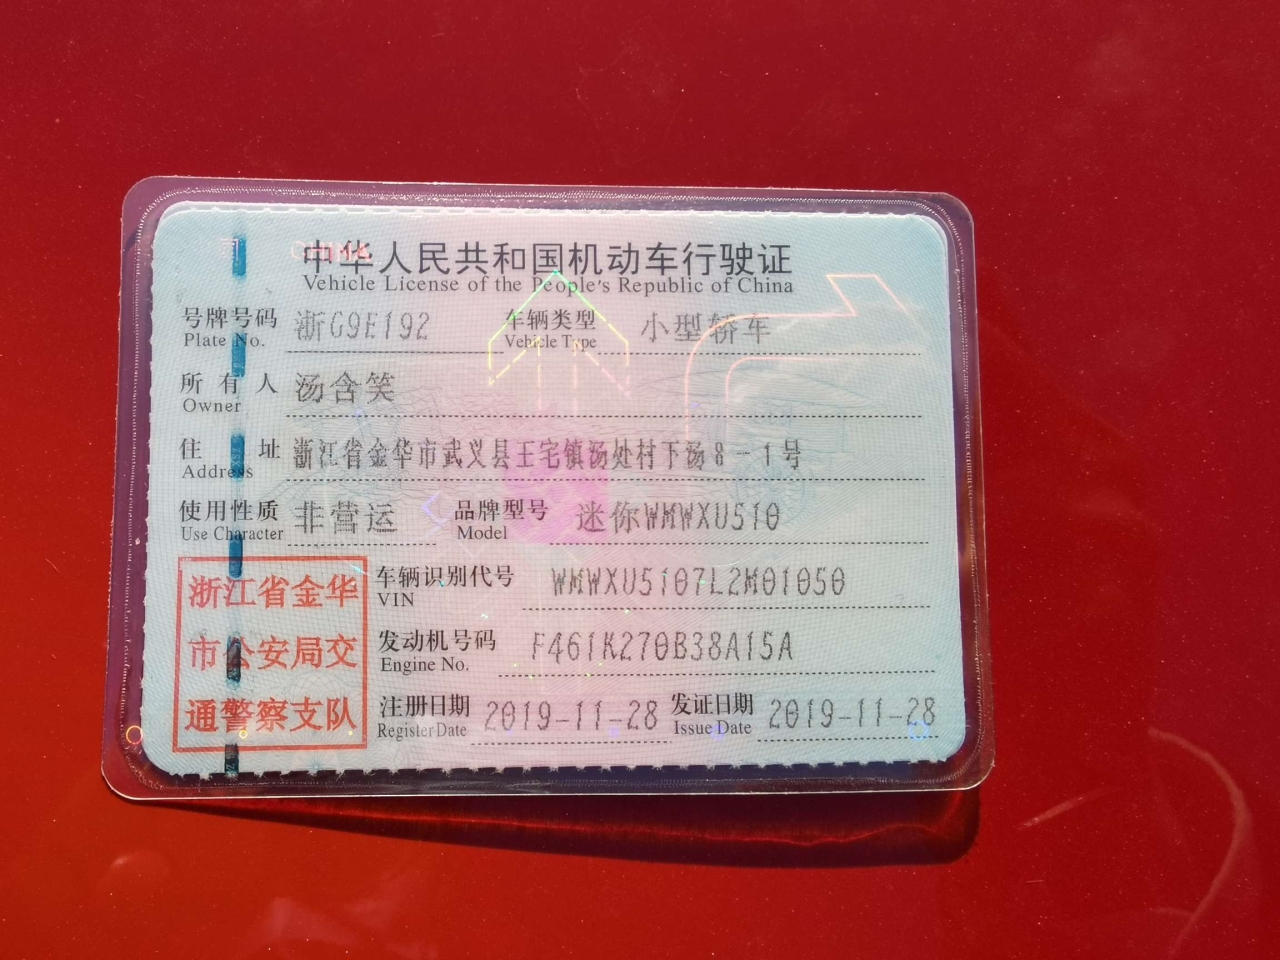 中华人民共和国机动车行驶证
Vehicle License of the People's Republic of China
号牌号码 浙G9E192 车辆类型 小型轿车
Plate No. Vehicle Type
所有人 汤含笑
Owner
住址 浙江省金华市武义县王宅镇汤处村下汤8-1号
Address
使用性质 非营运 品牌型号 迷你WMWXU510
Use Character Model
浙江省金华 车辆识别代号 WMWXU5107L2M01050
VIN
市公安局交 发动机号码 F461K270B38A15A
Engine No.
通警察支队 注册日期 2019-11-28 发证日期 2019-11-28
Register Date Issue Date